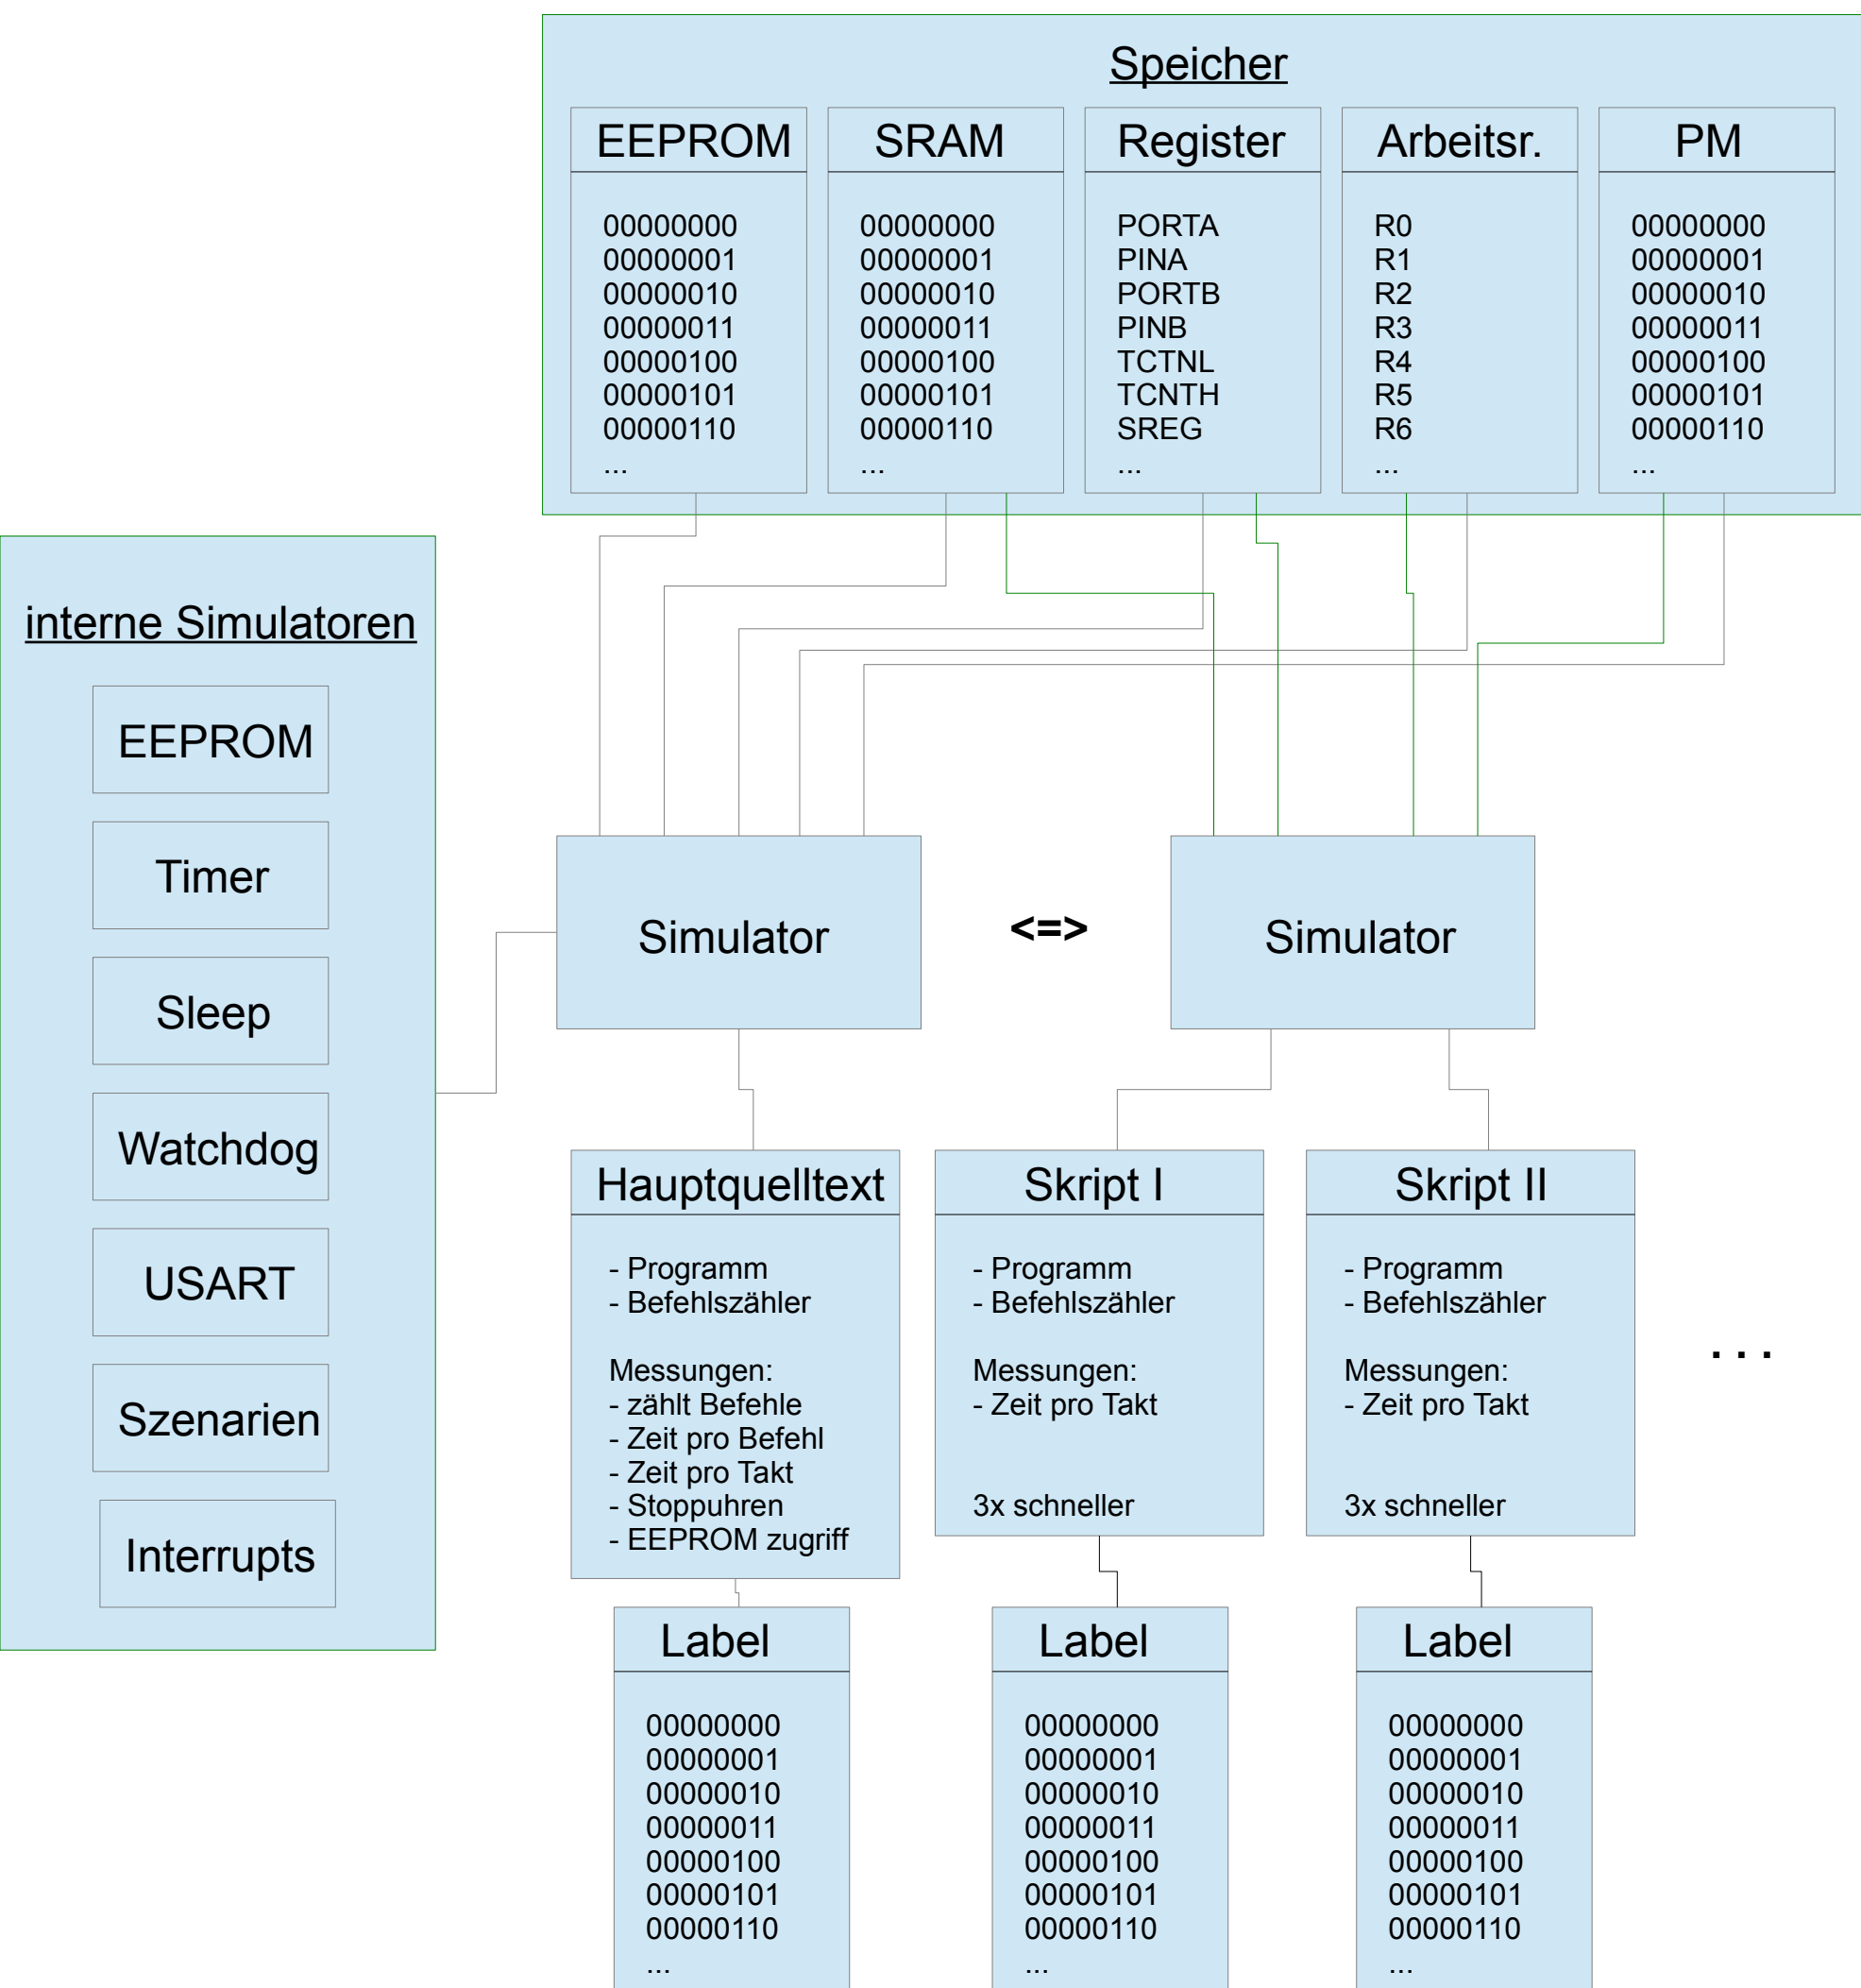 Speicher
EEPROM
00000000
00000001
00000010
00000011
00000100
00000101
00000110
...
SRAM
00000000
00000001
00000010
00000011
00000100
00000101
00000110
...
Register
PORTA
PINA
PORTB
PINB
TCTNL
TCNTH
SREG
...
Arbeitsr.
R0
R1
R2
R3
R4
R5
R6
...
PM
00000000
00000001
00000010
00000011
00000100
00000101
00000110
...
interne Simulatoren
EEPROM
Timer
Sleep
Watchdog
USART
Szenarien
Interrupts
Simulator
<=>
Simulator
Hauptquelltext
- Programm
- Befehlszähler
Messungen:
- zählt Befehle
- Zeit pro Befehl
- Zeit pro Takt
- Stoppuhren
- EEPROM zugriff
Skript I
- Programm
- Befehlszähler
Messungen:
- Zeit pro Takt
3x schneller
Skript II
- Programm
- Befehlszähler
Messungen:
- Zeit pro Takt
3x schneller
...
Label
00000000
00000001
00000010
00000011
00000100
00000101
00000110
...
Label
00000000
00000001
00000010
00000011
00000100
00000101
00000110
...
Label
00000000
00000001
00000010
00000011
00000100
00000101
00000110
...